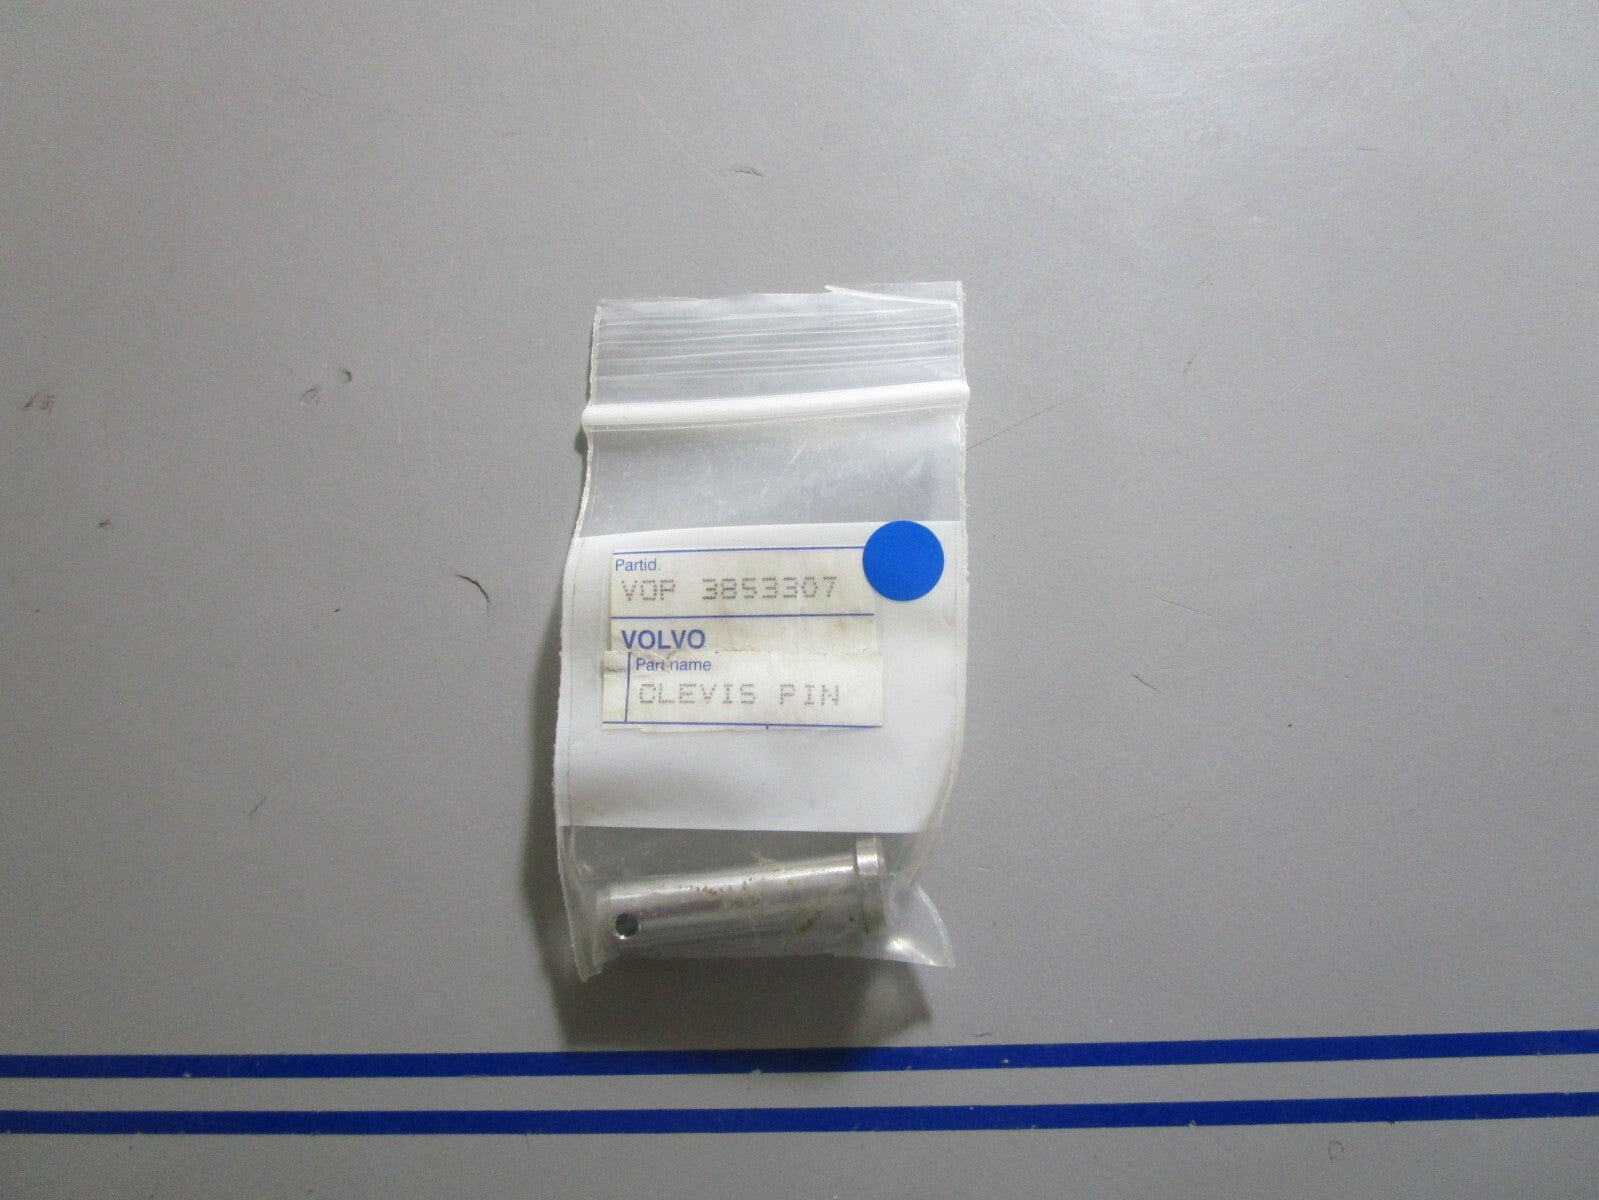 Partid.
VOP 3853307
VOLVO
Part name
CLEVIS PIN